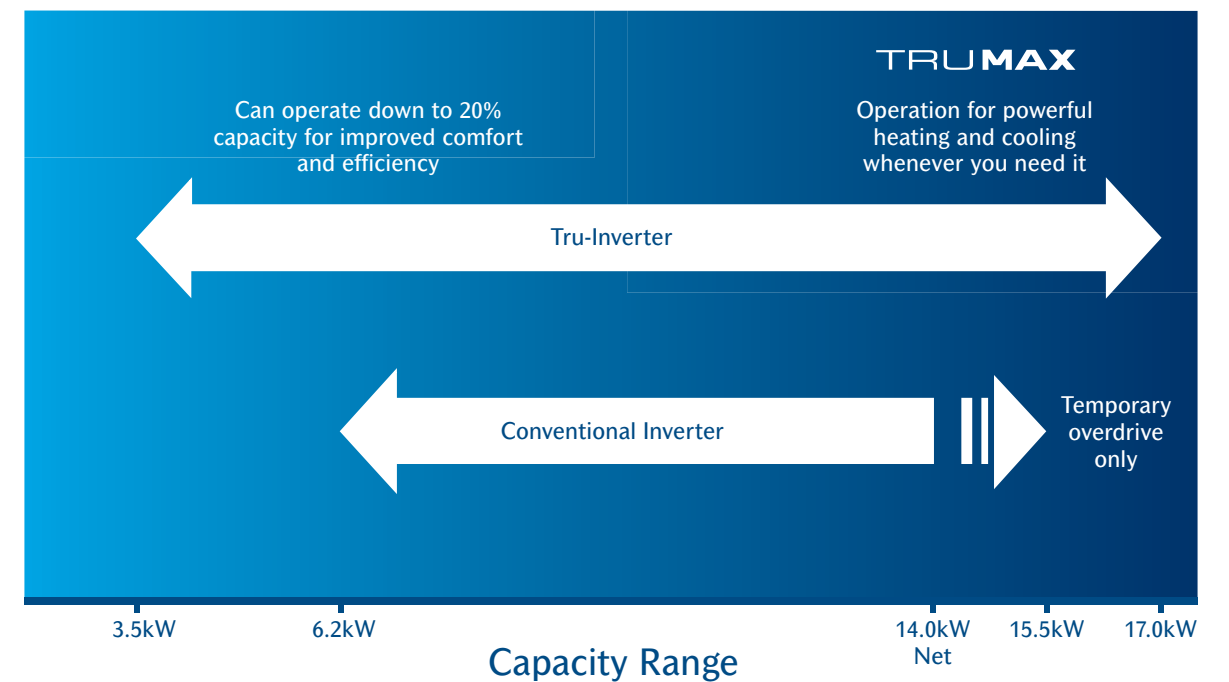 TRUMAX
Can operate down to 20%
capacity for improved comfort
and efficiency
Operation for powerful
heating and cooling
whenever you need it
Tru-Inverter
Conventional Inverter
Temporary
overdrive
only
3.5kW
6.2kW
14.0kW
Net
15.5kW
17.0kW
Capacity Range